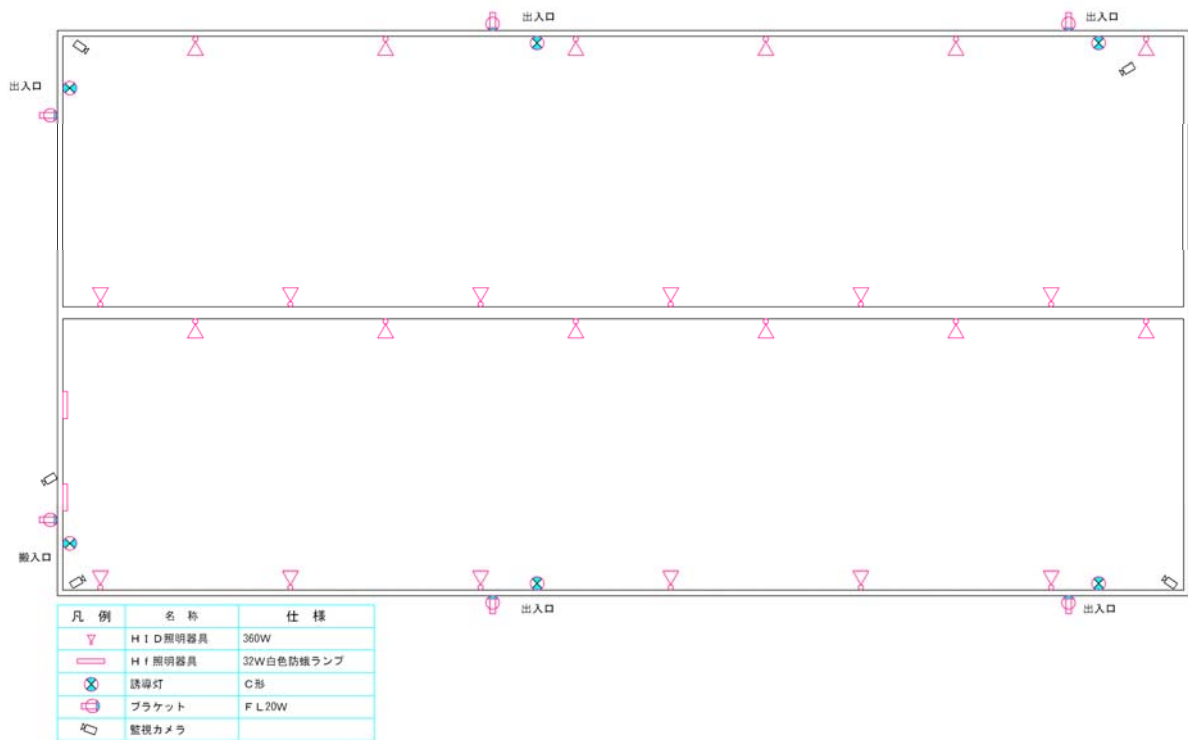 出入口
出入口
出入口
搬入口
出入口
出入口
凡 例 名 称 仕 様
HID照明器具 360W
Hf照明器具 32W白色防蛾ランプ
誘導灯 C形
ブラケット FL20W
監視カメラ